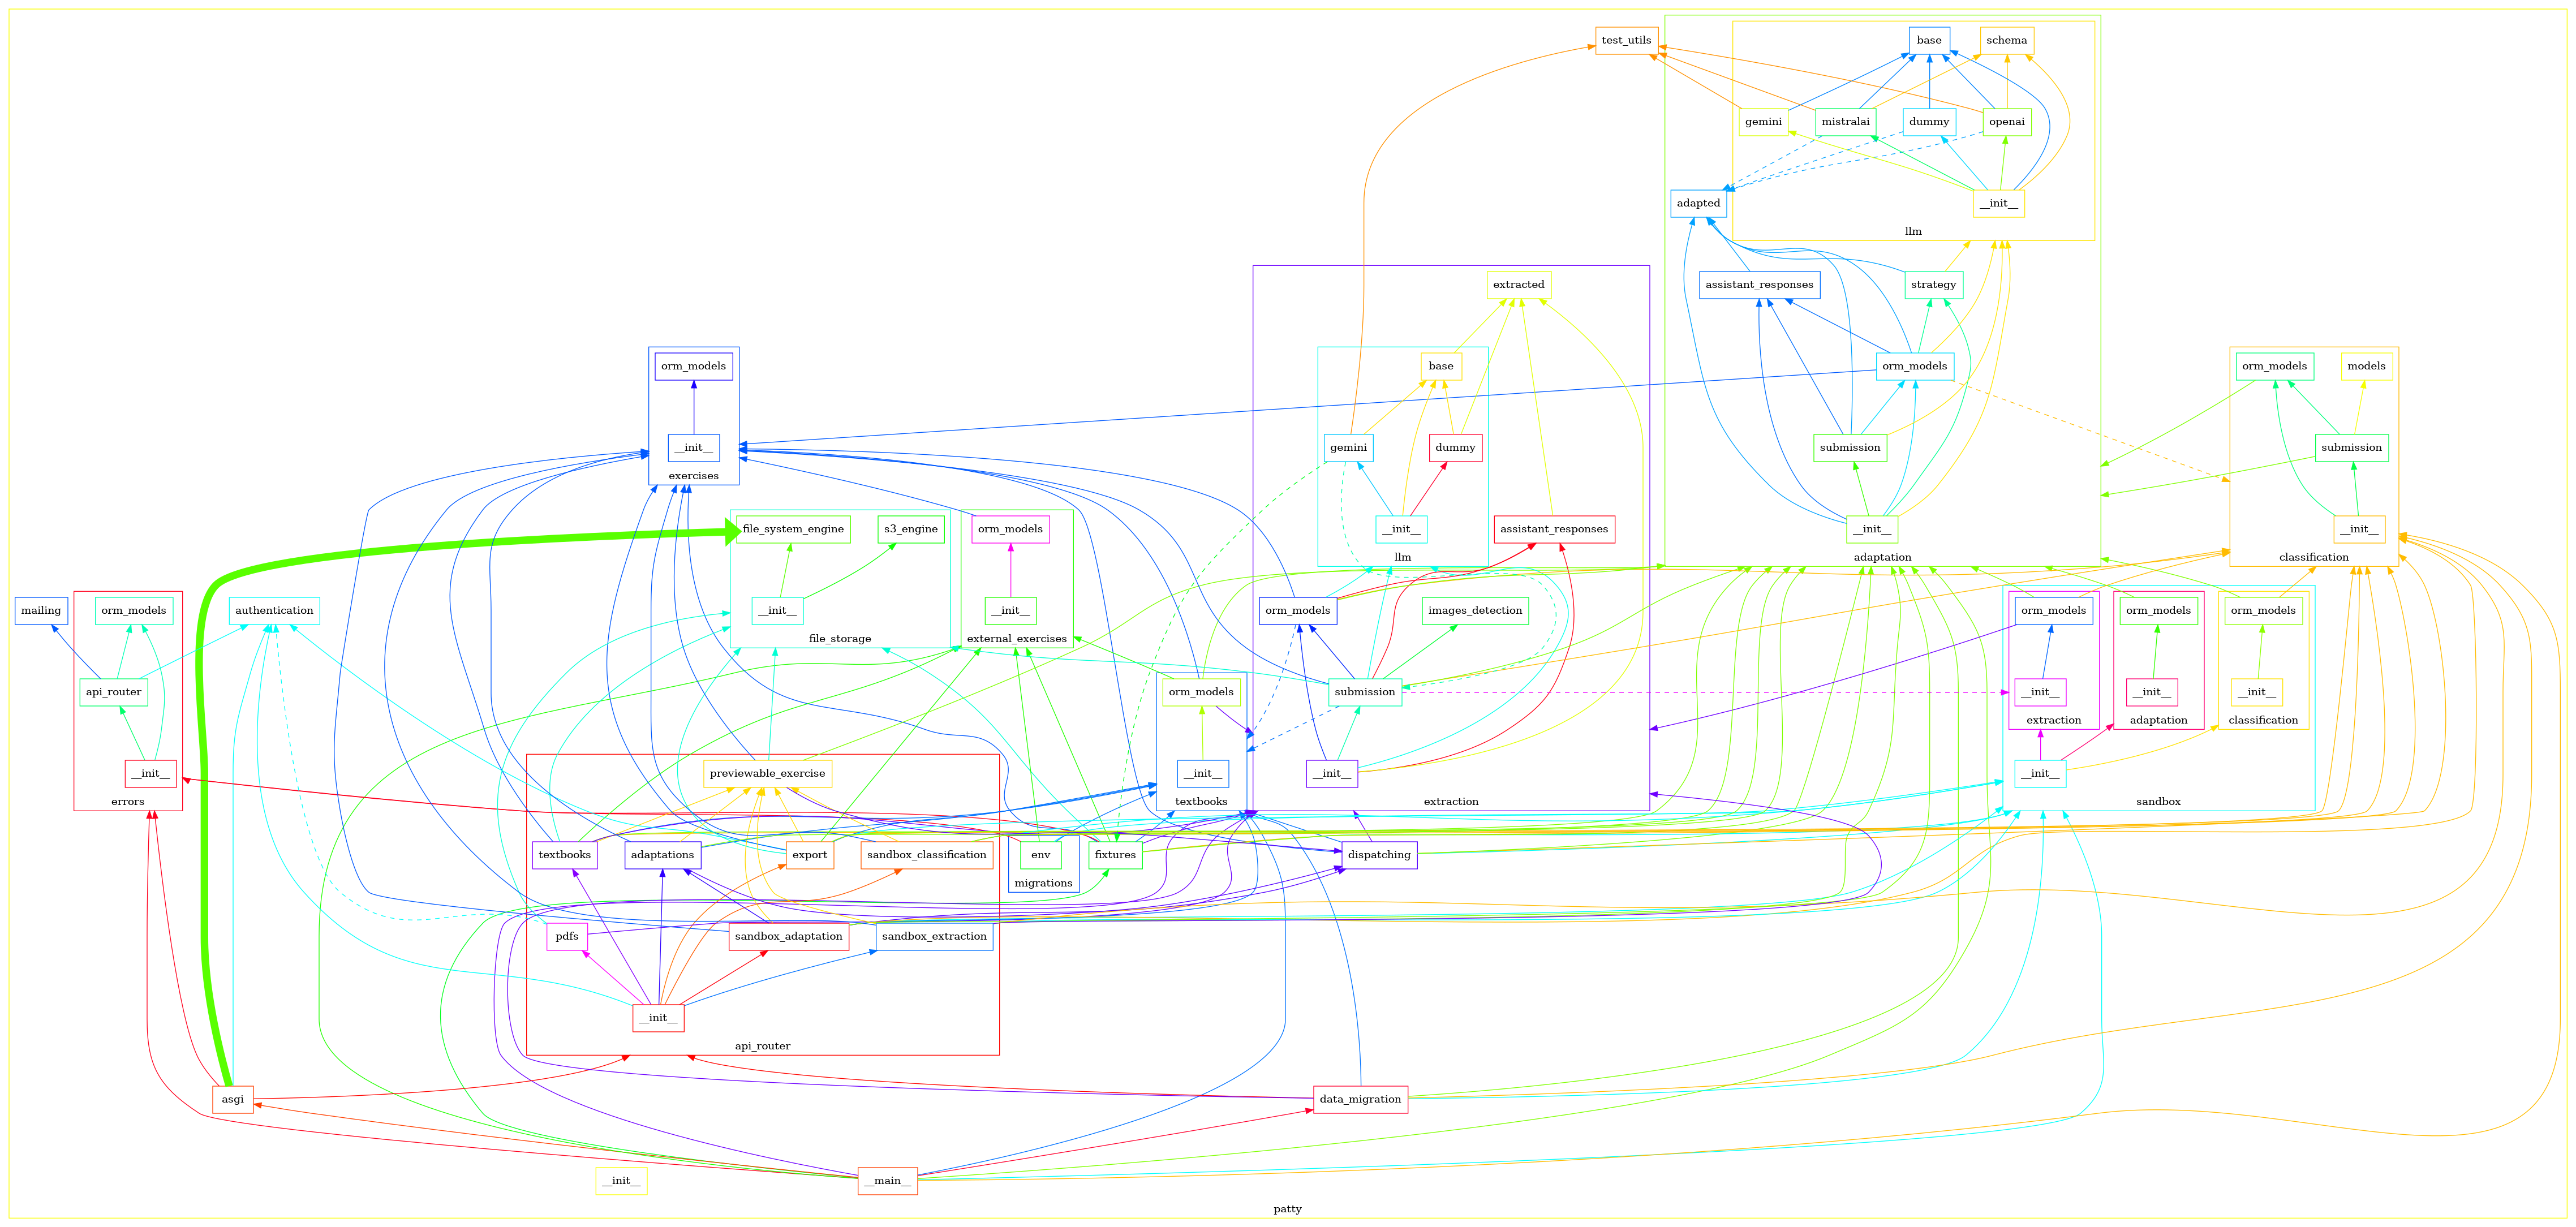 test_utils
base
schema
gemini
mistralai
dummy
openai
adapted
__init__
llm
assistant_responses
strategy
extracted
orm_models
base
orm_models
orm_models
models
gemini
dummy
submission
submission
__init__
exercises
file_system_engine
s3_engine
orm_models
__init__
assistant_responses
__init__
__init__
llm
adaptation
classification
mailing
orm_models
authentication
__init__
__init__
orm_models
images_detection
orm_models
orm_models
orm_models
file_storage
external_exercises
api_router
orm_models
submission
__init__
__init__
__init__
extraction
adaptation
classification
__init__
previewable_exercise
__init__
__init__
__init__
errors
textbooks
extraction
sandbox
textbooks
adaptations
export
sandbox_classification
env
fixtures
dispatching
migrations
pdfs
sandbox_adaptation
sandbox_extraction
__init__
api_router
asgi
data_migration
__init__
__main__
patty